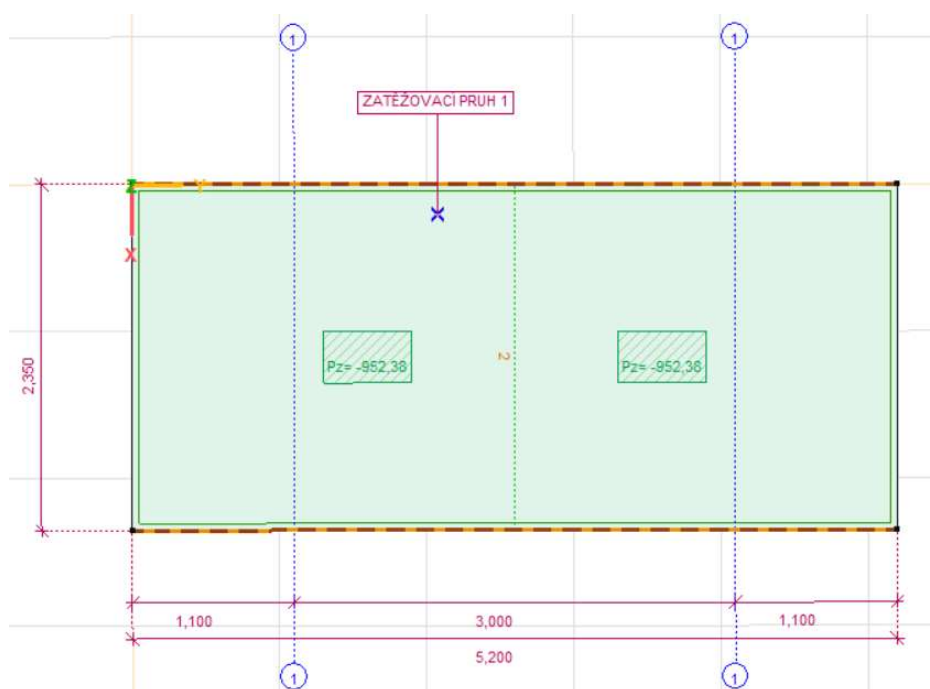 1
1
ZATĚŽOVACÍ PRUH 1
Z
Y
X
2
Pz= -952,38
Pz= -952,38
2,350
1,100
3,000
1,100
5,200
1
1